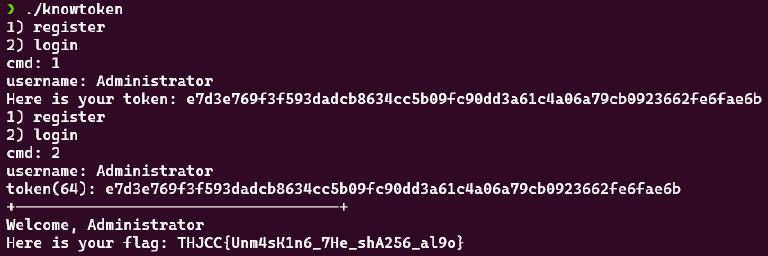 ❯ ./knowtoken
1) register
2) login
cmd: 1
username: Administrator
Here is your token: e7d3e769f3f593dadcb8634cc5b09fc90dd3a61c4a06a79cb0923662fe6fae6b
1) register
2) login
cmd: 2
username: Administrator
token(64): e7d3e769f3f593dadcb8634cc5b09fc90dd3a61c4a06a79cb0923662fe6fae6b
+-----------------------------------+
Welcome, Administrator
Here is your flag: THJCC{Unm4sK1n6_7He_shA256_al9o}